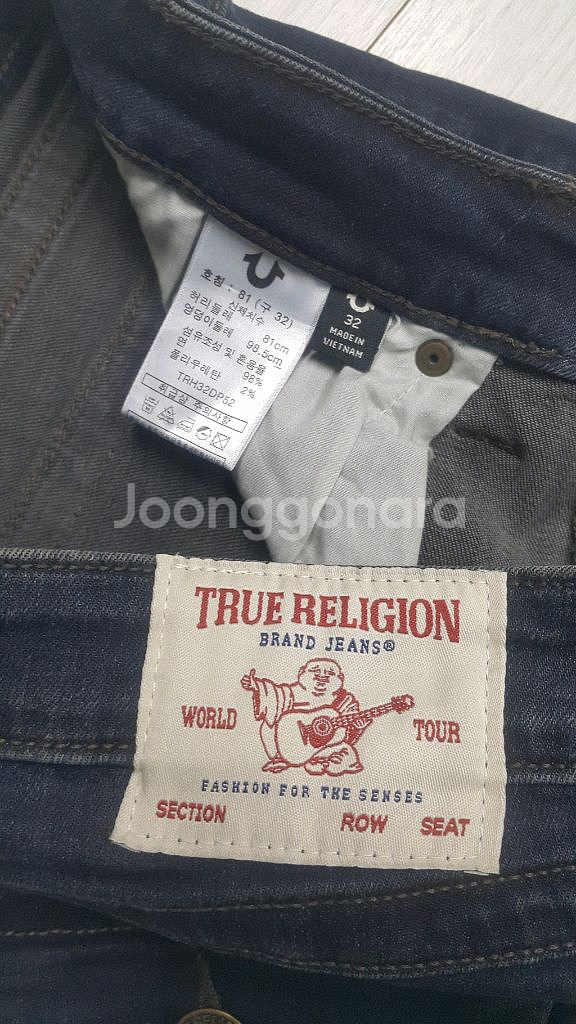 호칭 : 81 (구 32)
신체치수
허리둘레 81cm
엉덩이둘레 98.5cm
섬유조성 및 혼용율
면 98%
폴리우레탄 2%
TRH32DP52
취급상 주의사항
32
MADE IN
VIETNAM
Joonggonara
TRUE RELIGION
BRAND JEANS®
WORLD TOUR
FASHION FOR THE SENSES
SECTION ROW SEAT